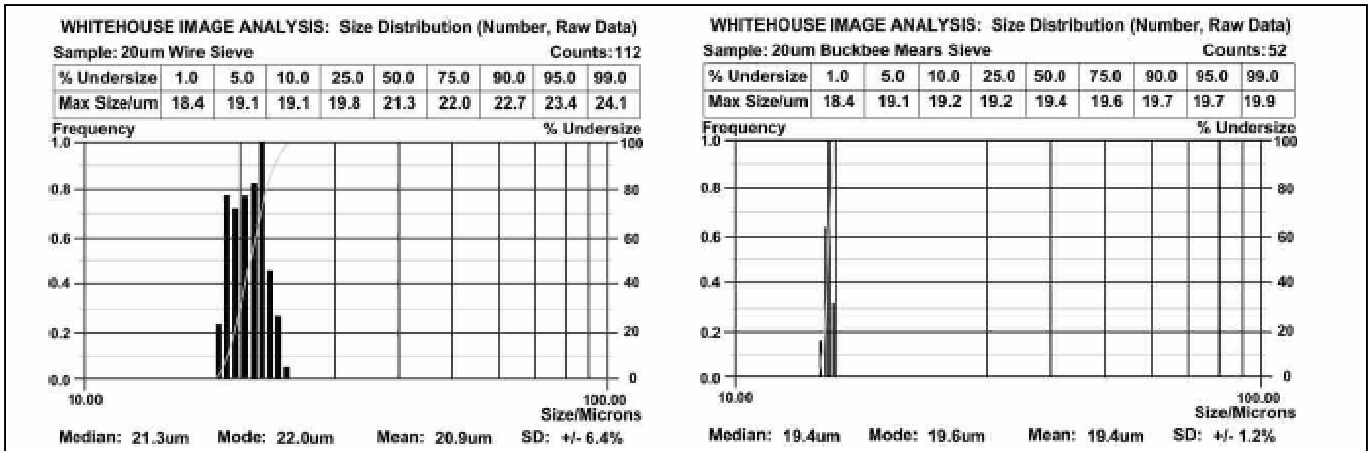 WHITEHOUSE IMAGE ANALYSIS: Size Distribution (Number, Raw Data)
Sample: 20um Wire Sieve Counts:112
% Undersize 1.0 5.0 10.0 25.0 50.0 75.0 90.0 95.0 99.0
Max Size/um 18.4 19.1 19.1 19.8 21.3 22.0 22.7 23.4 24.1
Frequency % Undersize
1.0 100
0.8 80
0.6 60
0.4 40
0.2 20
0.0 0
10.00 100.00
Size/Microns
Median: 21.3um Mode: 22.0um Mean: 20.9um SD: +/- 6.4%
WHITEHOUSE IMAGE ANALYSIS: Size Distribution (Number, Raw Data)
Sample: 20um Buckbee Mears Sieve Counts:52
% Undersize 1.0 5.0 10.0 25.0 50.0 75.0 90.0 95.0 99.0
Max Size/um 18.4 19.1 19.2 19.2 19.4 19.6 19.7 19.7 19.9
Frequency % Undersize
1.0 100
0.8 80
0.6 60
0.4 40
0.2 20
0.0 0
10.00 100.00
Size/Microns
Median: 19.4um Mode: 19.6um Mean: 19.4um SD: +/- 1.2%